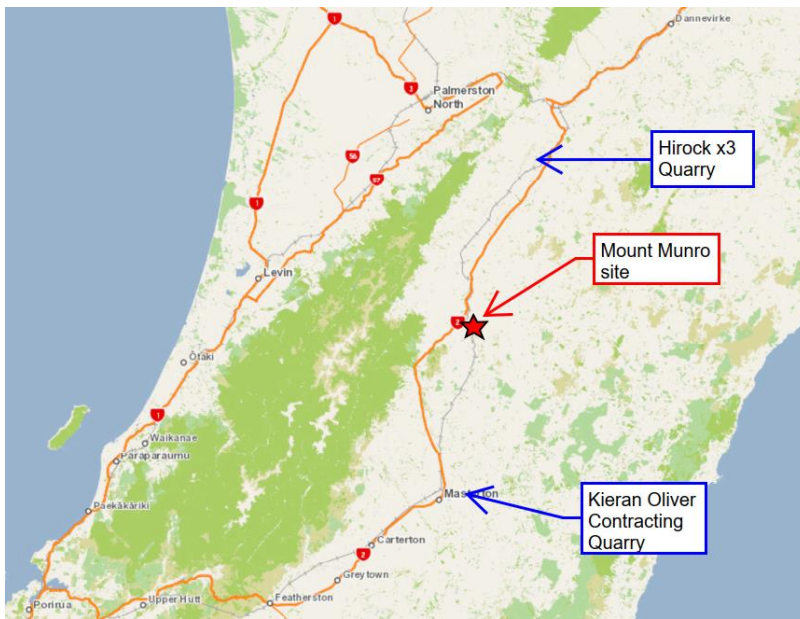 Dannevirke
1
3
Palmerston
North
Hirock x3
Quarry
56
57
1
Mount Munro
site
Levin
2
Ōtaki
1
Waikanae
Paraparaumu
Kieran Oliver
Contracting
Quarry
Masterton
Paekākāriki
Carterton
2
Greytown
Upper Hutt
Featherston
Porirua